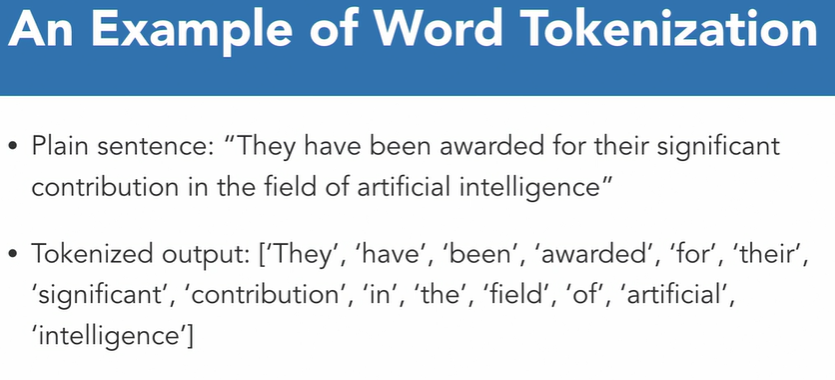 An Example of Word Tokenization
• Plain sentence: “They have been awarded for their significant
contribution in the field of artificial intelligence”
• Tokenized output: [‘They’, ‘have’, ‘been’, ‘awarded’, ‘for’, ‘their’,
‘significant’, ‘contribution’, ‘in’, ‘the’, ‘field’, ‘of’, ‘artificial’,
‘intelligence’]